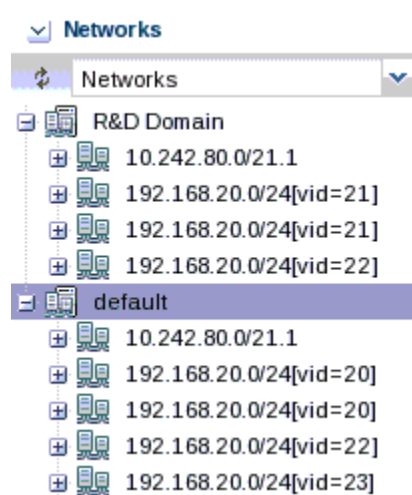 Networks
Networks
R&D Domain
10.242.80.0/21.1
192.168.20.0/24[vid=21]
192.168.20.0/24[vid=21]
192.168.20.0/24[vid=22]
default
10.242.80.0/21.1
192.168.20.0/24[vid=20]
192.168.20.0/24[vid=20]
192.168.20.0/24[vid=22]
192.168.20.0/24[vid=23]